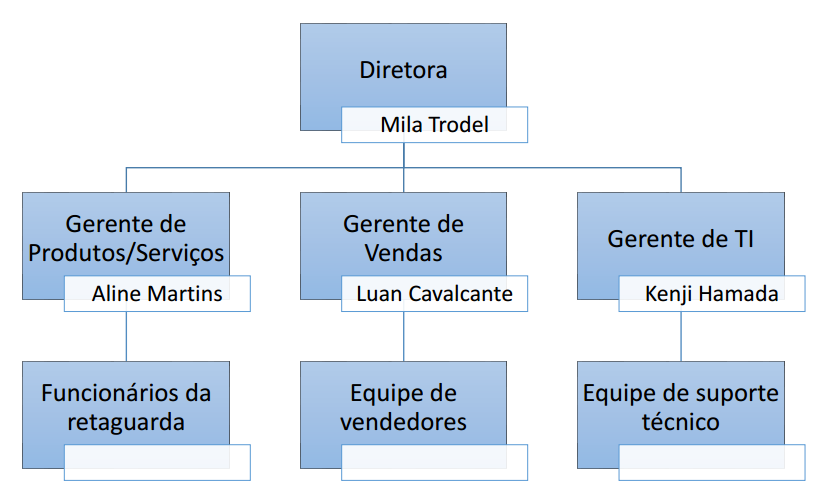 Diretora
Mila Trodel
Gerente de
Produtos/Serviços
Aline Martins
Gerente de
Vendas
Luan Cavalcante
Gerente de TI
Kenji Hamada
Funcionários da
retaguarda
Equipe de
vendedores
Equipe de suporte
técnico